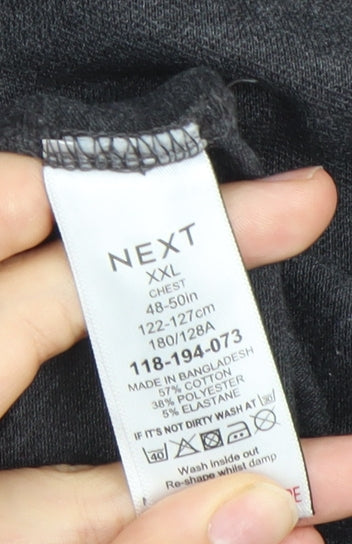 NEXT
XXL
CHEST
48-50in
122-127cm
180/128A
118-194-073
MADE IN BANGLADESH
57% COTTON
38% POLYESTER
5% ELASTANE
IF IT'S NOT DIRTY WASH AT 30
40
Wash inside out
Re-shape whilst damp